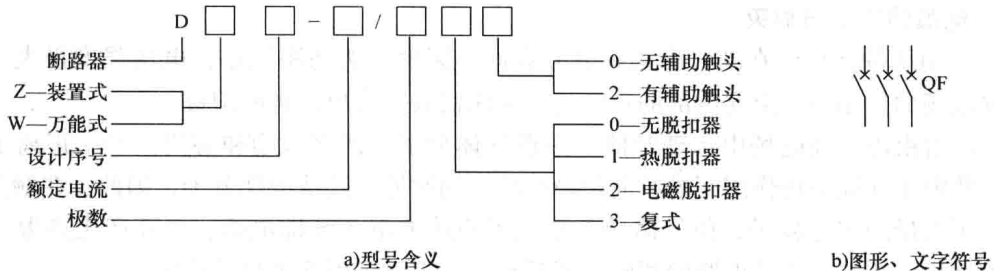 D□□-□/□□□
断路器
Z—装置式
W—万能式
设计序号
额定电流
极数
0—无辅助触头
2—有辅助触头
0—无脱扣器
1—热脱扣器
2—电磁脱扣器
3—复式
QF
a)型号含义
b)图形、文字符号